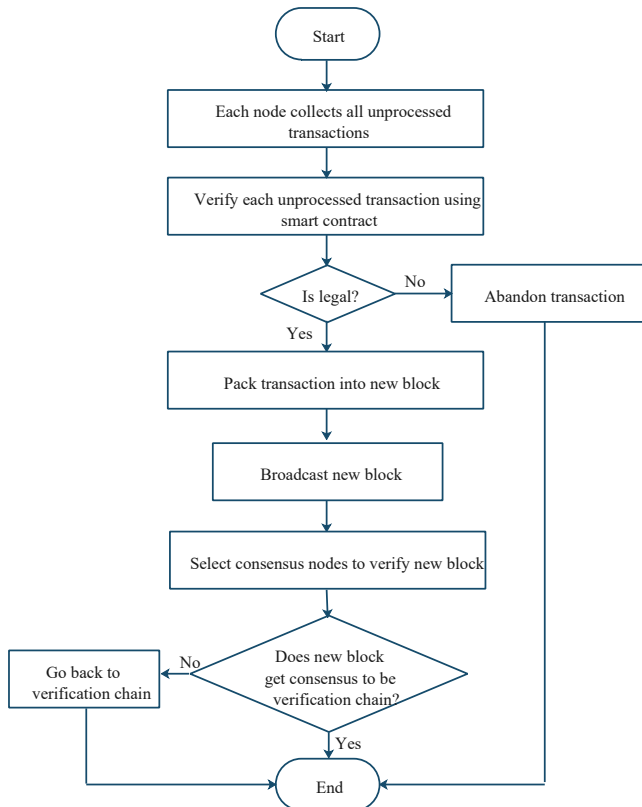 Start
Each node collects all unprocessed
transactions
Verify each unprocessed transaction using
smart contract
Is legal?
No
Abandon transaction
Yes
Pack transaction into new block
Broadcast new block
Select consensus nodes to verify new block
Does new block
get consensus to be
verification chain?
No
Go back to
verification chain
Yes
End